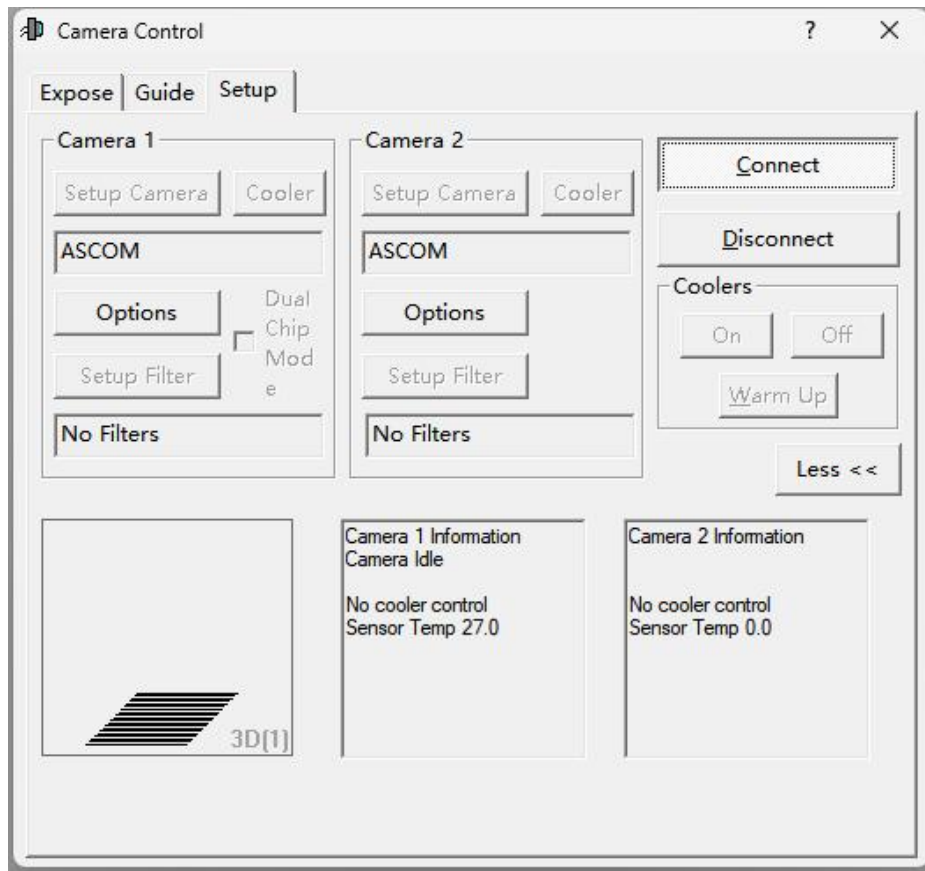 Camera Control
?
Expose Guide Setup
Camera 1
Setup Camera Cooler
ASCOM
Options
Dual
Chip
Mod
e
Setup Filter
No Filters
Camera 2
Setup Camera Cooler
ASCOM
Options
Setup Filter
No Filters
Connect
Disconnect
Coolers
On Off
Warm Up
Less <<
3D(1)
Camera 1 Information
Camera Idle
No cooler control
Sensor Temp 27.0
Camera 2 Information
No cooler control
Sensor Temp 0.0